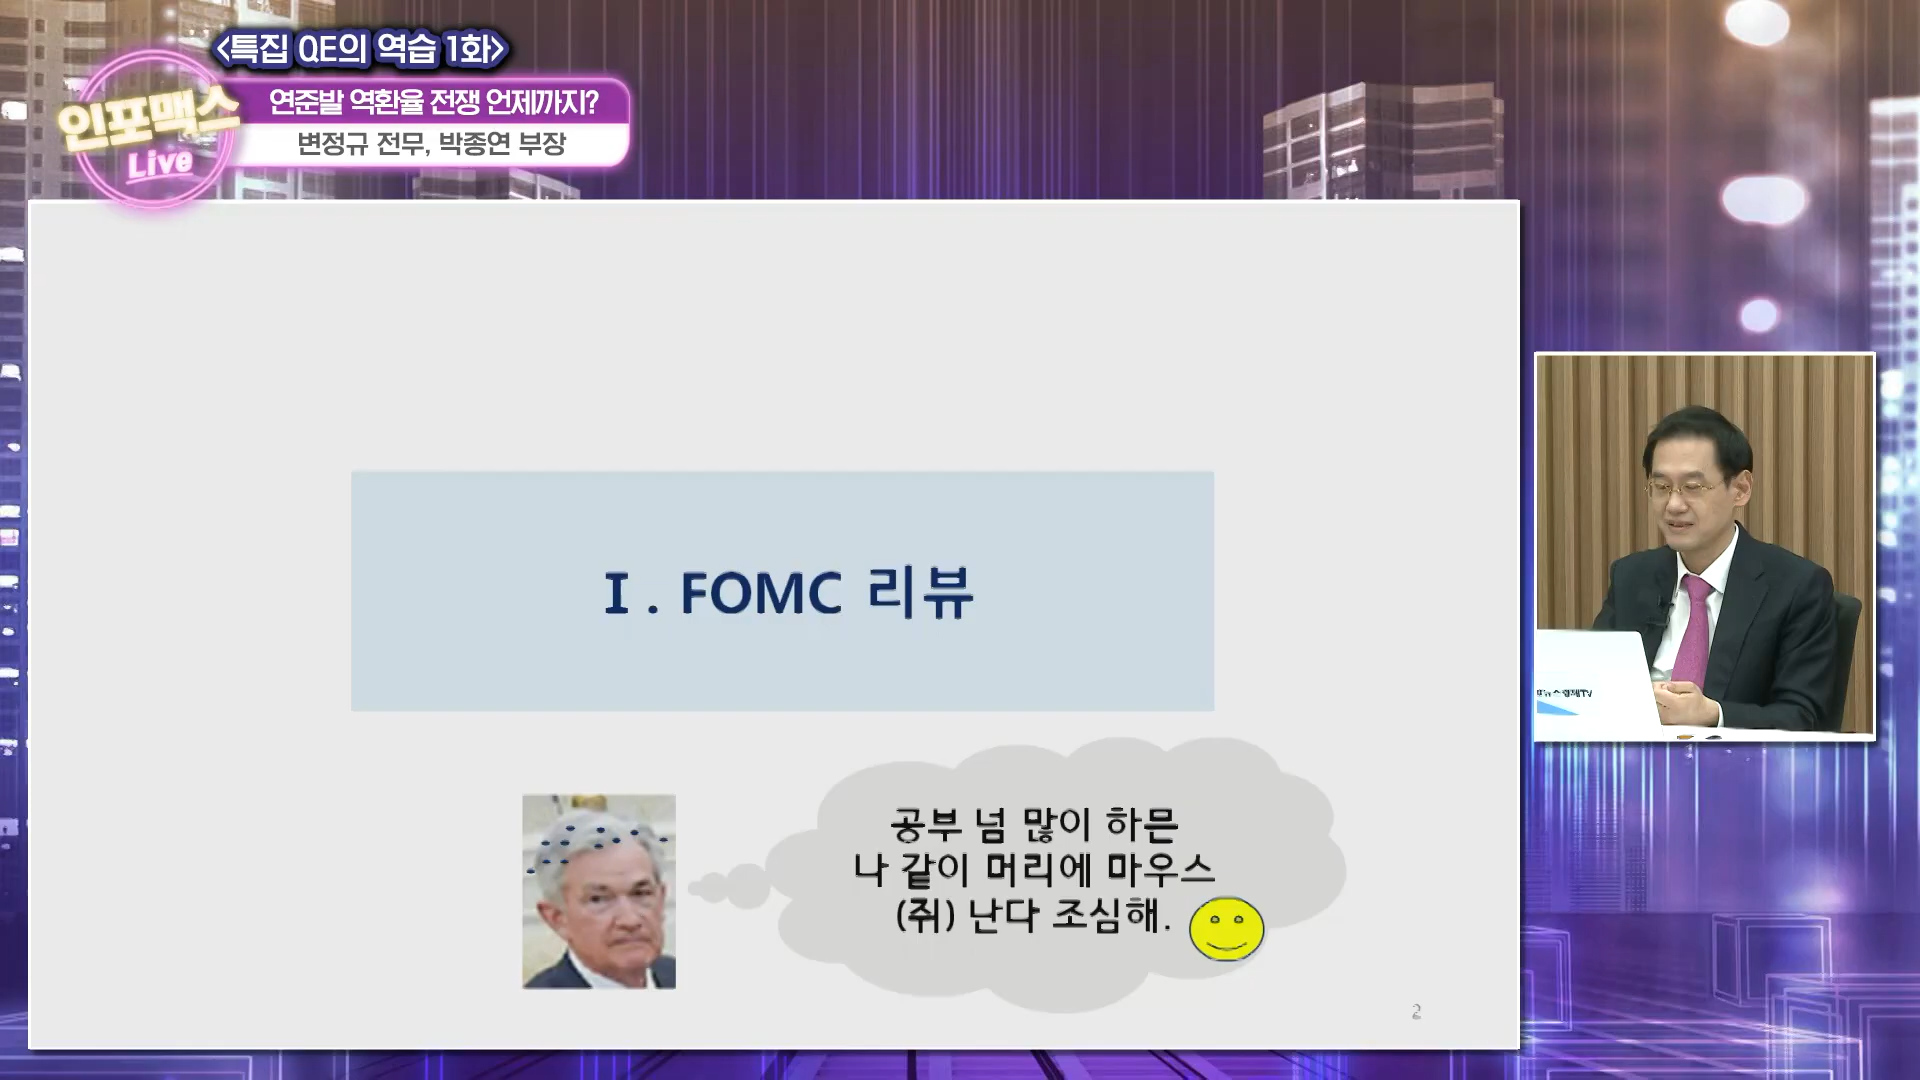 <특집 QE의 역습 1화>
인포맥스
Live
연준발 역환율 전쟁 언제까지?
변정규 전무, 박종연 부장
Ⅰ. FOMC 리뷰
공부 넘 많이 하믄
나 같이 머리에 마우스
(쥐) 난다 조심해.
2